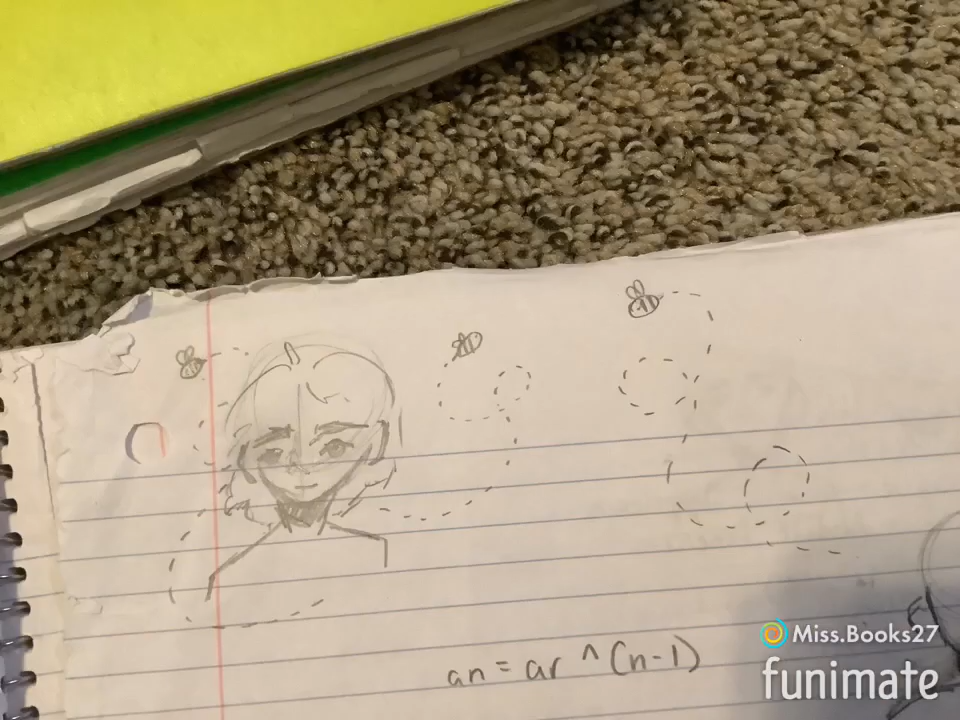 an = ar ^ (n-1)
Miss.Books27
funimate